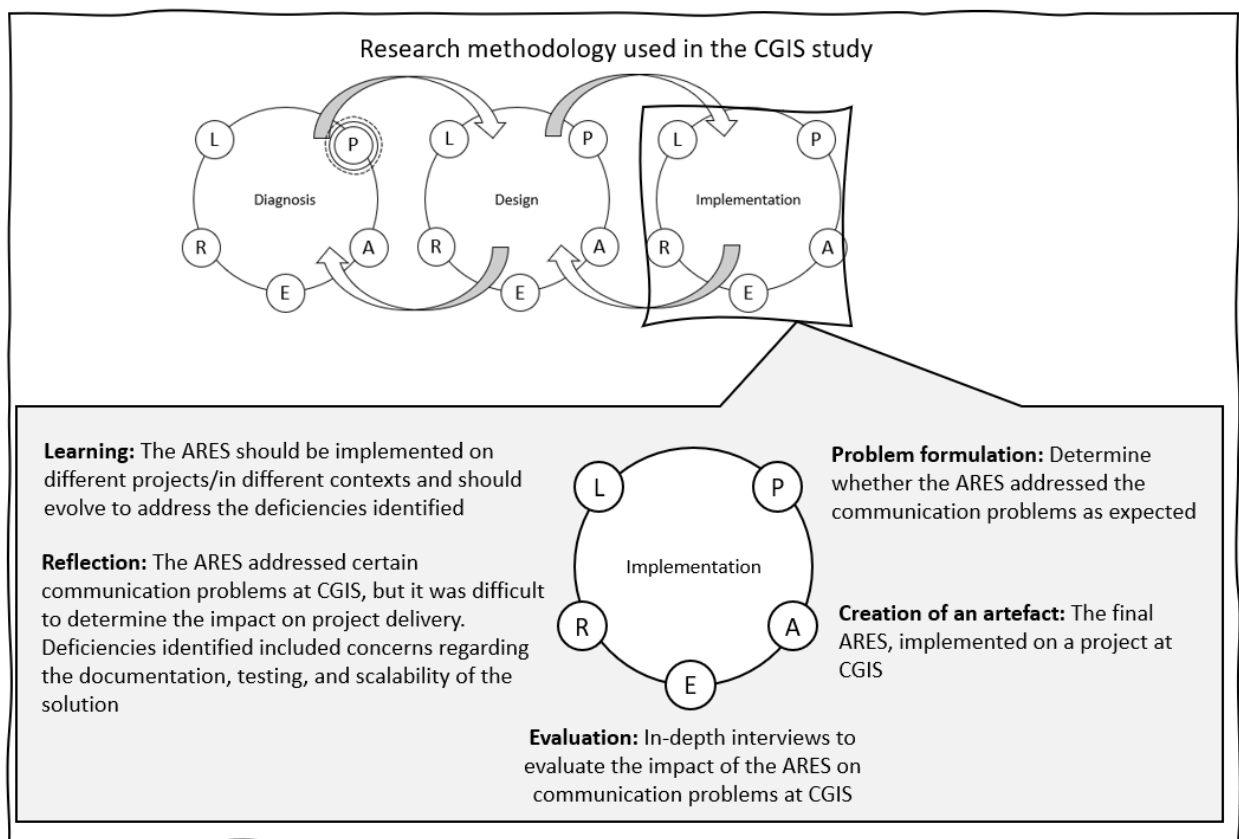 Research methodology used in the CGIS study
L
P
Diagnosis
R
A
E
L
P
Design
R
A
E
L
P
Implementation
R
A
E
Learning: The ARES should be implemented on
different projects/in different contexts and should
evolve to address the deficiencies identified
Reflection: The ARES addressed certain
communication problems at CGIS, but it was difficult
to determine the impact on project delivery.
Deficiencies identified included concerns regarding
the documentation, testing, and scalability of the
solution
L
P
Implementation
R
A
E
Problem formulation: Determine
whether the ARES addressed the
communication problems as expected
Creation of an artefact: The final
ARES, implemented on a project at
CGIS
Evaluation: In-depth interviews to
evaluate the impact of the ARES on
communication problems at CGIS